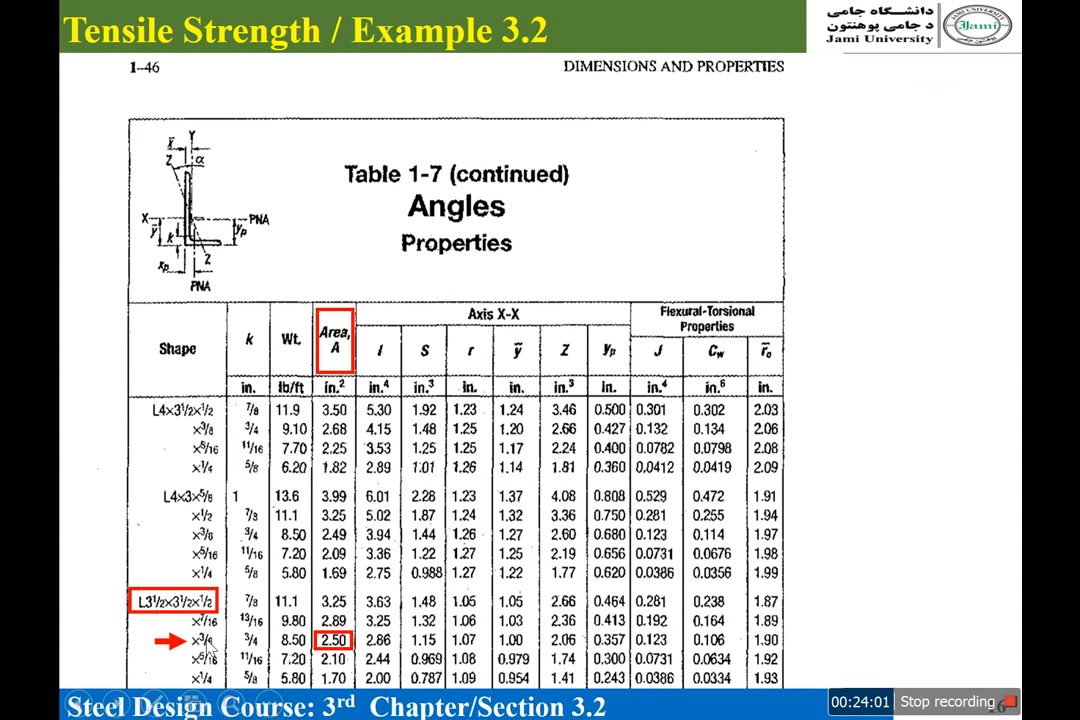 Tensile Strength / Example 3.2
دانشگاه جامی
د جامي پوهنتون
Jami University
Jami
1–46
DIMENSIONS AND PROPERTIES
Table 1-7 (continued)
Angles
Properties
Y
x̄
Z α
X PNA
ȳ k yp
Z
xp
PNA
Shape k Wt. Area, A Axis X-X Flexural-Torsional Properties
I S r ȳ Z yp J Cw r̄o
in. lb/ft in.² in.⁴ in.³ in. in. in.³ in. in.⁴ in.⁶ in.
L4×3½×½ 7/8 11.9 3.50 5.30 1.92 1.23 1.24 3.46 0.500 0.301 0.302 2.03
×3/8 3/4 9.10 2.68 4.15 1.48 1.25 1.20 2.66 0.427 0.132 0.134 2.06
×5/16 11/16 7.70 2.25 3.53 1.25 1.25 1.17 2.24 0.400 0.0782 0.0798 2.08
×1/4 5/8 6.20 1.82 2.89 1.01 1.26 1.14 1.81 0.360 0.0412 0.0419 2.09
L4×3×5/8 1 13.6 3.99 6.01 2.28 1.23 1.37 4.08 0.808 0.529 0.472 1.91
×1/2 7/8 11.1 3.25 5.02 1.87 1.24 1.32 3.36 0.750 0.281 0.255 1.94
×3/8 3/4 8.50 2.49 3.94 1.44 1.26 1.27 2.60 0.680 0.123 0.114 1.97
×5/16 11/16 7.20 2.09 3.36 1.22 1.27 1.25 2.19 0.656 0.0731 0.0676 1.98
×1/4 5/8 5.80 1.69 2.75 0.988 1.27 1.22 1.77 0.620 0.0386 0.0356 1.99
L3½×3½×½ 7/8 11.1 3.25 3.63 1.48 1.05 1.05 2.66 0.464 0.281 0.238 1.87
×7/16 13/16 9.80 2.89 3.25 1.32 1.06 1.03 2.36 0.413 0.192 0.164 1.89
×3/8 3/4 8.50 2.50 2.86 1.15 1.07 1.00 2.06 0.357 0.123 0.106 1.90
×5/16 11/16 7.20 2.10 2.44 0.969 1.08 0.979 1.74 0.300 0.0731 0.0634 1.92
×1/4 5/8 5.80 1.70 2.00 0.787 1.09 0.954 1.41 0.243 0.0386 0.0334 1.93
Steel Design Course: 3rd Chapter/Section 3.2
00:24:01 Stop recording